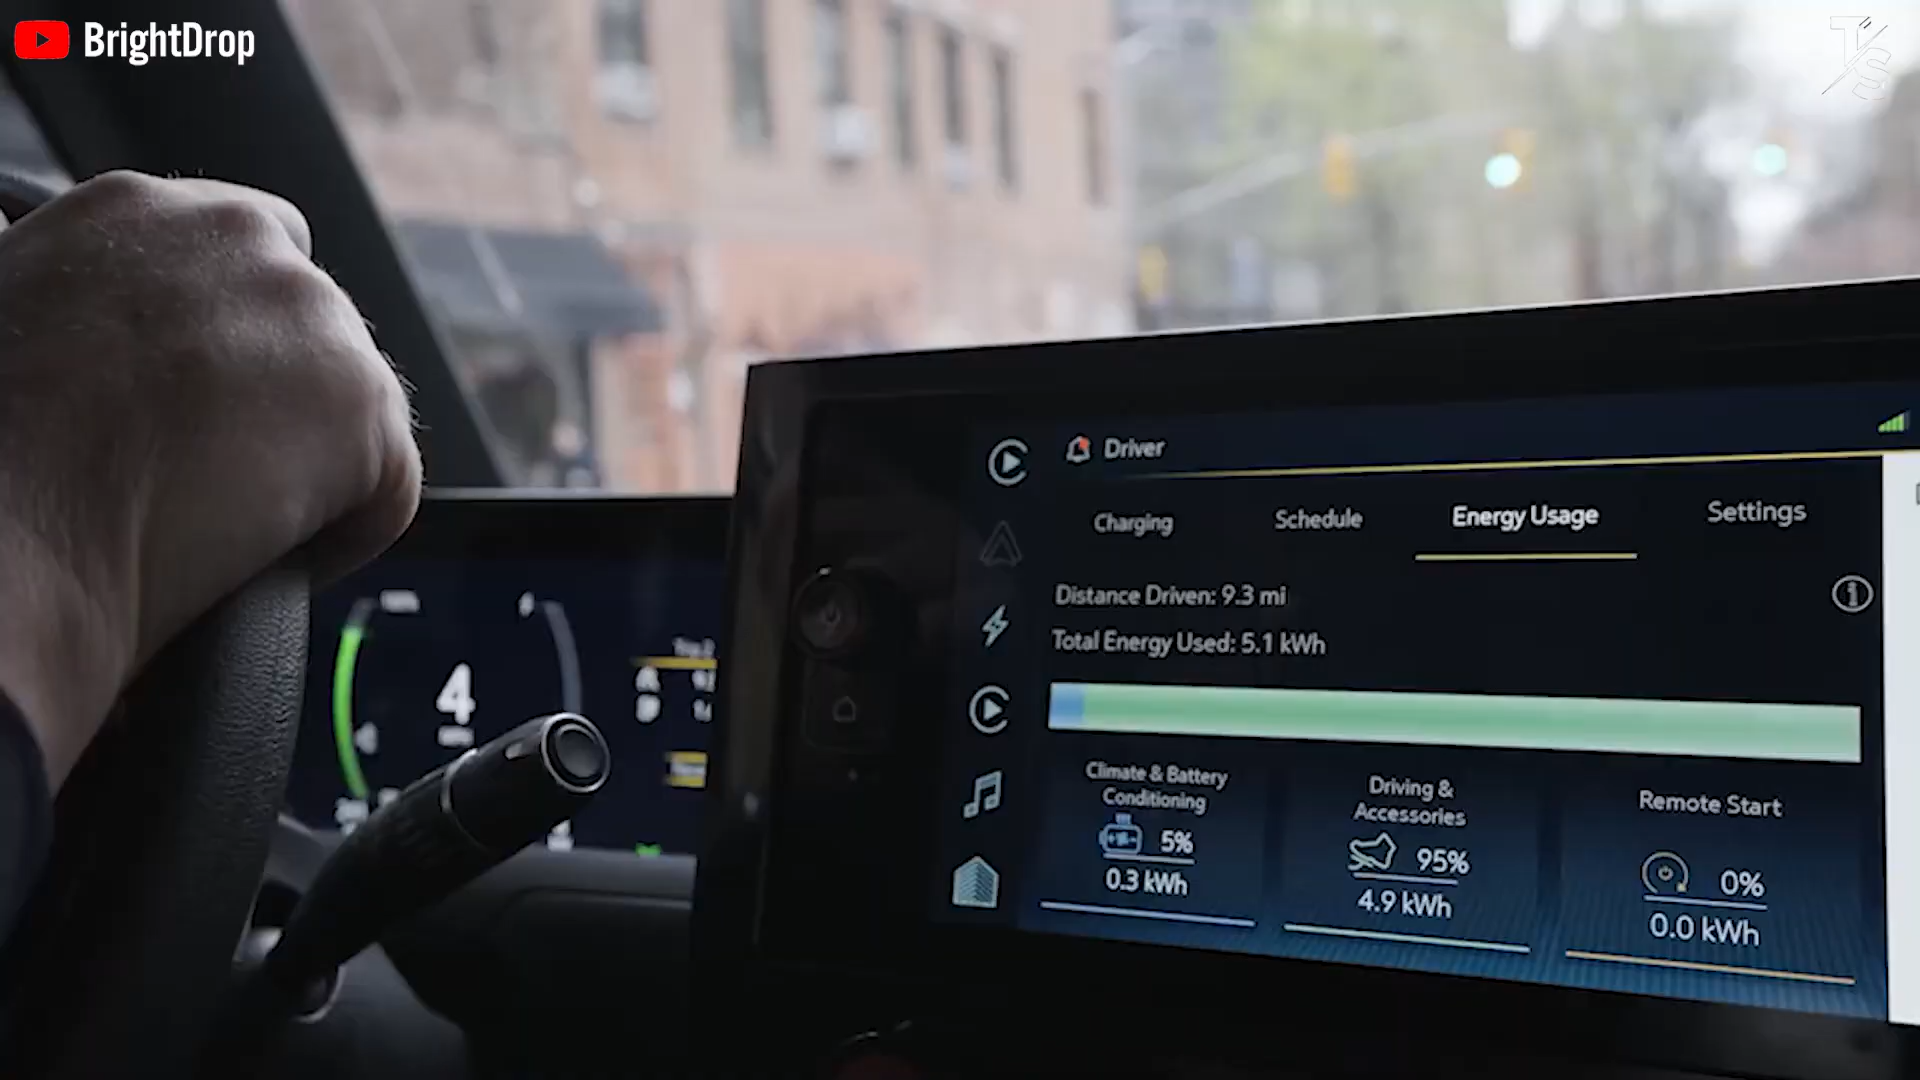 BrightDrop
TS
Driver
Charging
Schedule
Energy Usage
Settings
Distance Driven: 9.3 mi
Total Energy Used: 5.1 kWh
4
Climate & Battery
Conditioning
5%
0.3 kWh
Driving &
Accessories
95%
4.9 kWh
Remote Start
0%
0.0 kWh